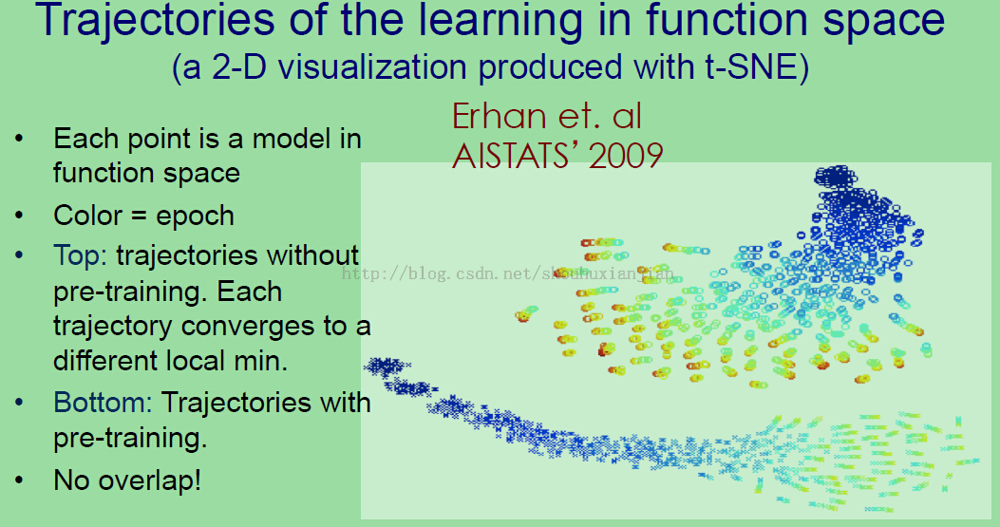 Trajectories of the learning in function space
(a 2-D visualization produced with t-SNE)
Erhan et. al
AISTATS’ 2009
• Each point is a model in
function space
• Color = epoch
• Top: trajectories without
pre-training. Each
trajectory converges to a
different local min.
• Bottom: Trajectories with
pre-training.
• No overlap!
http://blog.csdn.net/shouhuxianjian